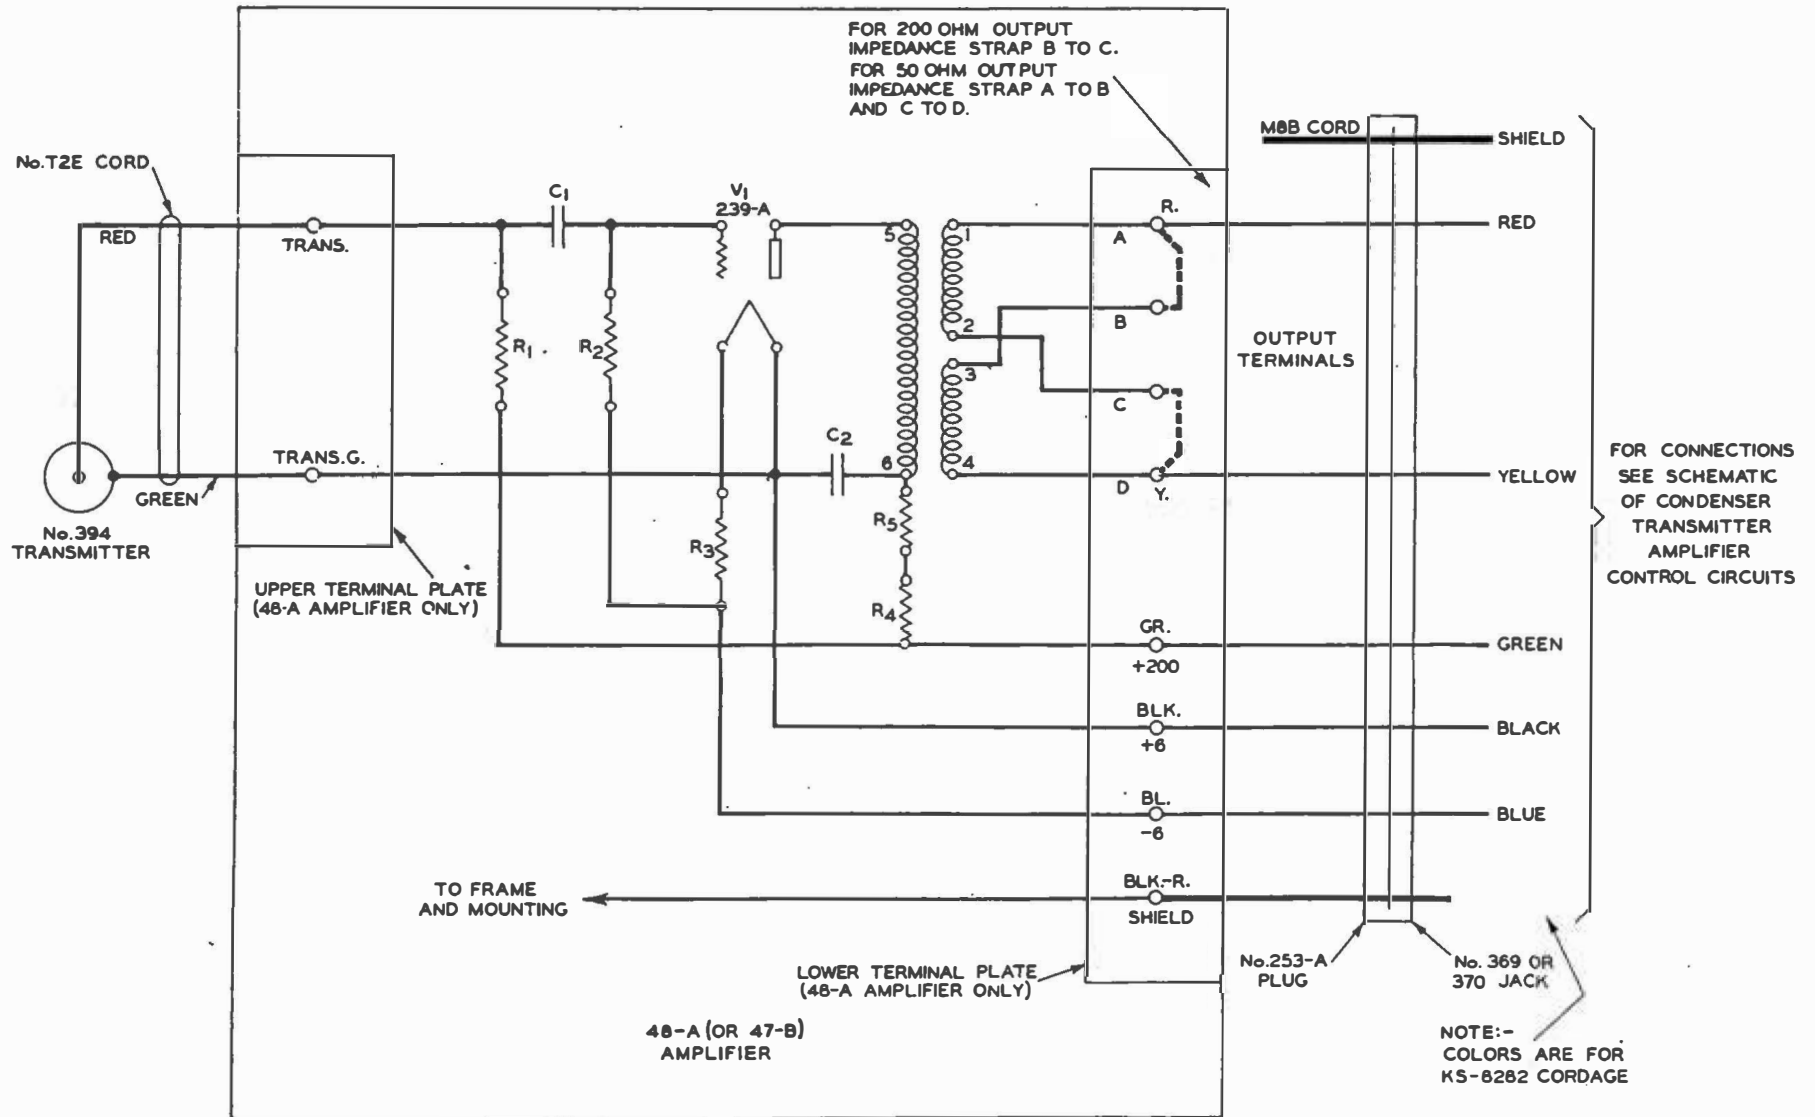 FOR 200 OHM OUTPUT
IMPEDANCE STRAP B TO C.
FOR 50 OHM OUTPUT
IMPEDANCE STRAP A TO B
AND C TO D.
M8B CORD
SHIELD
No. T2E CORD
RED
TRANS.
C1
V1
239-A
5
1
A
R.
RED
R1
R2
2
3
B
C
OUTPUT
TERMINALS
TRANS.G.
GREEN
C2
6
4
D
Y.
YELLOW
No.394
TRANSMITTER
R3
R5
R4
UPPER TERMINAL PLATE
(48-A AMPLIFIER ONLY)
FOR CONNECTIONS
SEE SCHEMATIC
OF CONDENSER
TRANSMITTER
AMPLIFIER
CONTROL CIRCUITS
GR.
+200
GREEN
BLK.
+6
BLACK
BL.
-6
BLUE
TO FRAME
AND MOUNTING
BLK.-R.
SHIELD
LOWER TERMINAL PLATE
(48-A AMPLIFIER ONLY)
No.253-A
PLUG
No. 369 OR
370 JACK
48-A (OR 47-B)
AMPLIFIER
NOTE:-
COLORS ARE FOR
KS-8282 CORDAGE